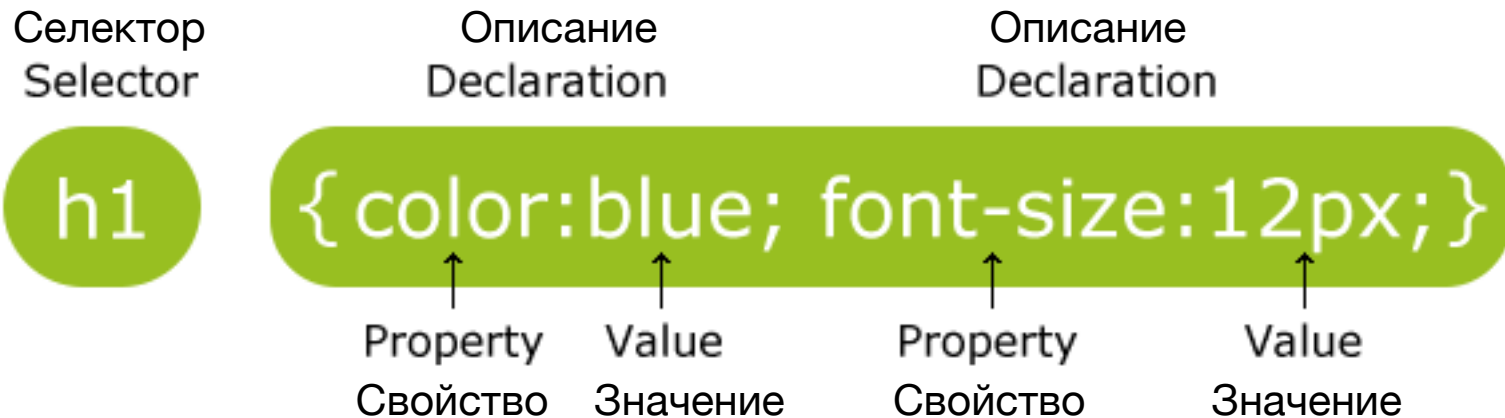 Селектор Описание Описание
Selector Declaration Declaration
h1 {color:blue; font-size:12px;}
Property Value Property Value
Свойство Значение Свойство Значение